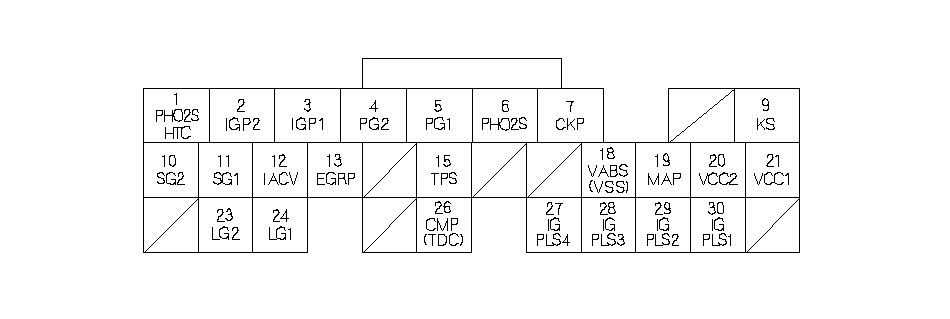 1
PHO2S
HTC
2
IGP2
3
IGP1
4
PG2
5
PG1
6
PHO2S
7
CKP
9
KS
10
SG2
11
SG1
12
IACV
13
EGRP
15
TPS
18
VABS
(VSS)
19
MAP
20
VCC2
21
VCC1
23
LG2
24
LG1
26
CMP
(TDC)
27
IG
PLS4
28
IG
PLS3
29
IG
PLS2
30
IG
PLS1